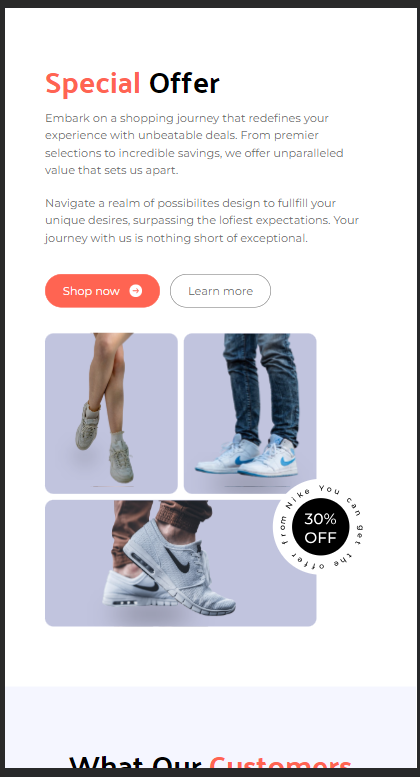 Special Offer
Embark on a shopping journey that redefines your
experience with unbeatable deals. From premier
selections to incredible savings, we offer unparalleled
value that sets us apart.
Navigate a realm of possibilites design to fullfill your
unique desires, surpassing the lofiest expectations. Your
journey with us is nothing short of exceptional.
Shop now
Learn more
from Nike You can get the offer
30%
OFF
What Our Customers